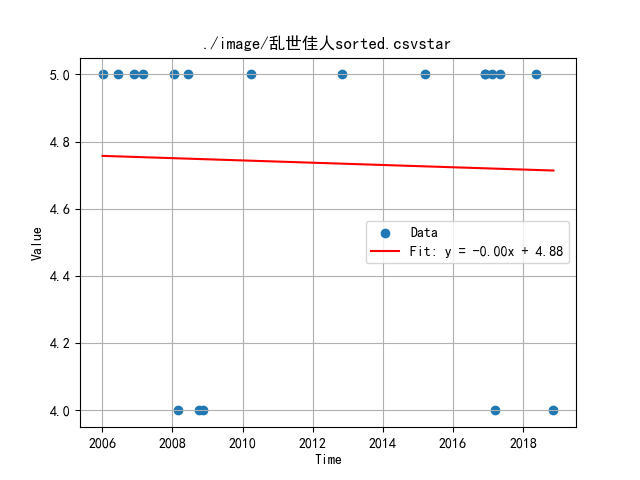 ./image/乱世佳人sorted.csvstar
5.0
4.8
4.6
4.4
4.2
4.0
Value
Data
Fit: y = -0.00x + 4.88
2006 2008 2010 2012 2014 2016 2018
Time